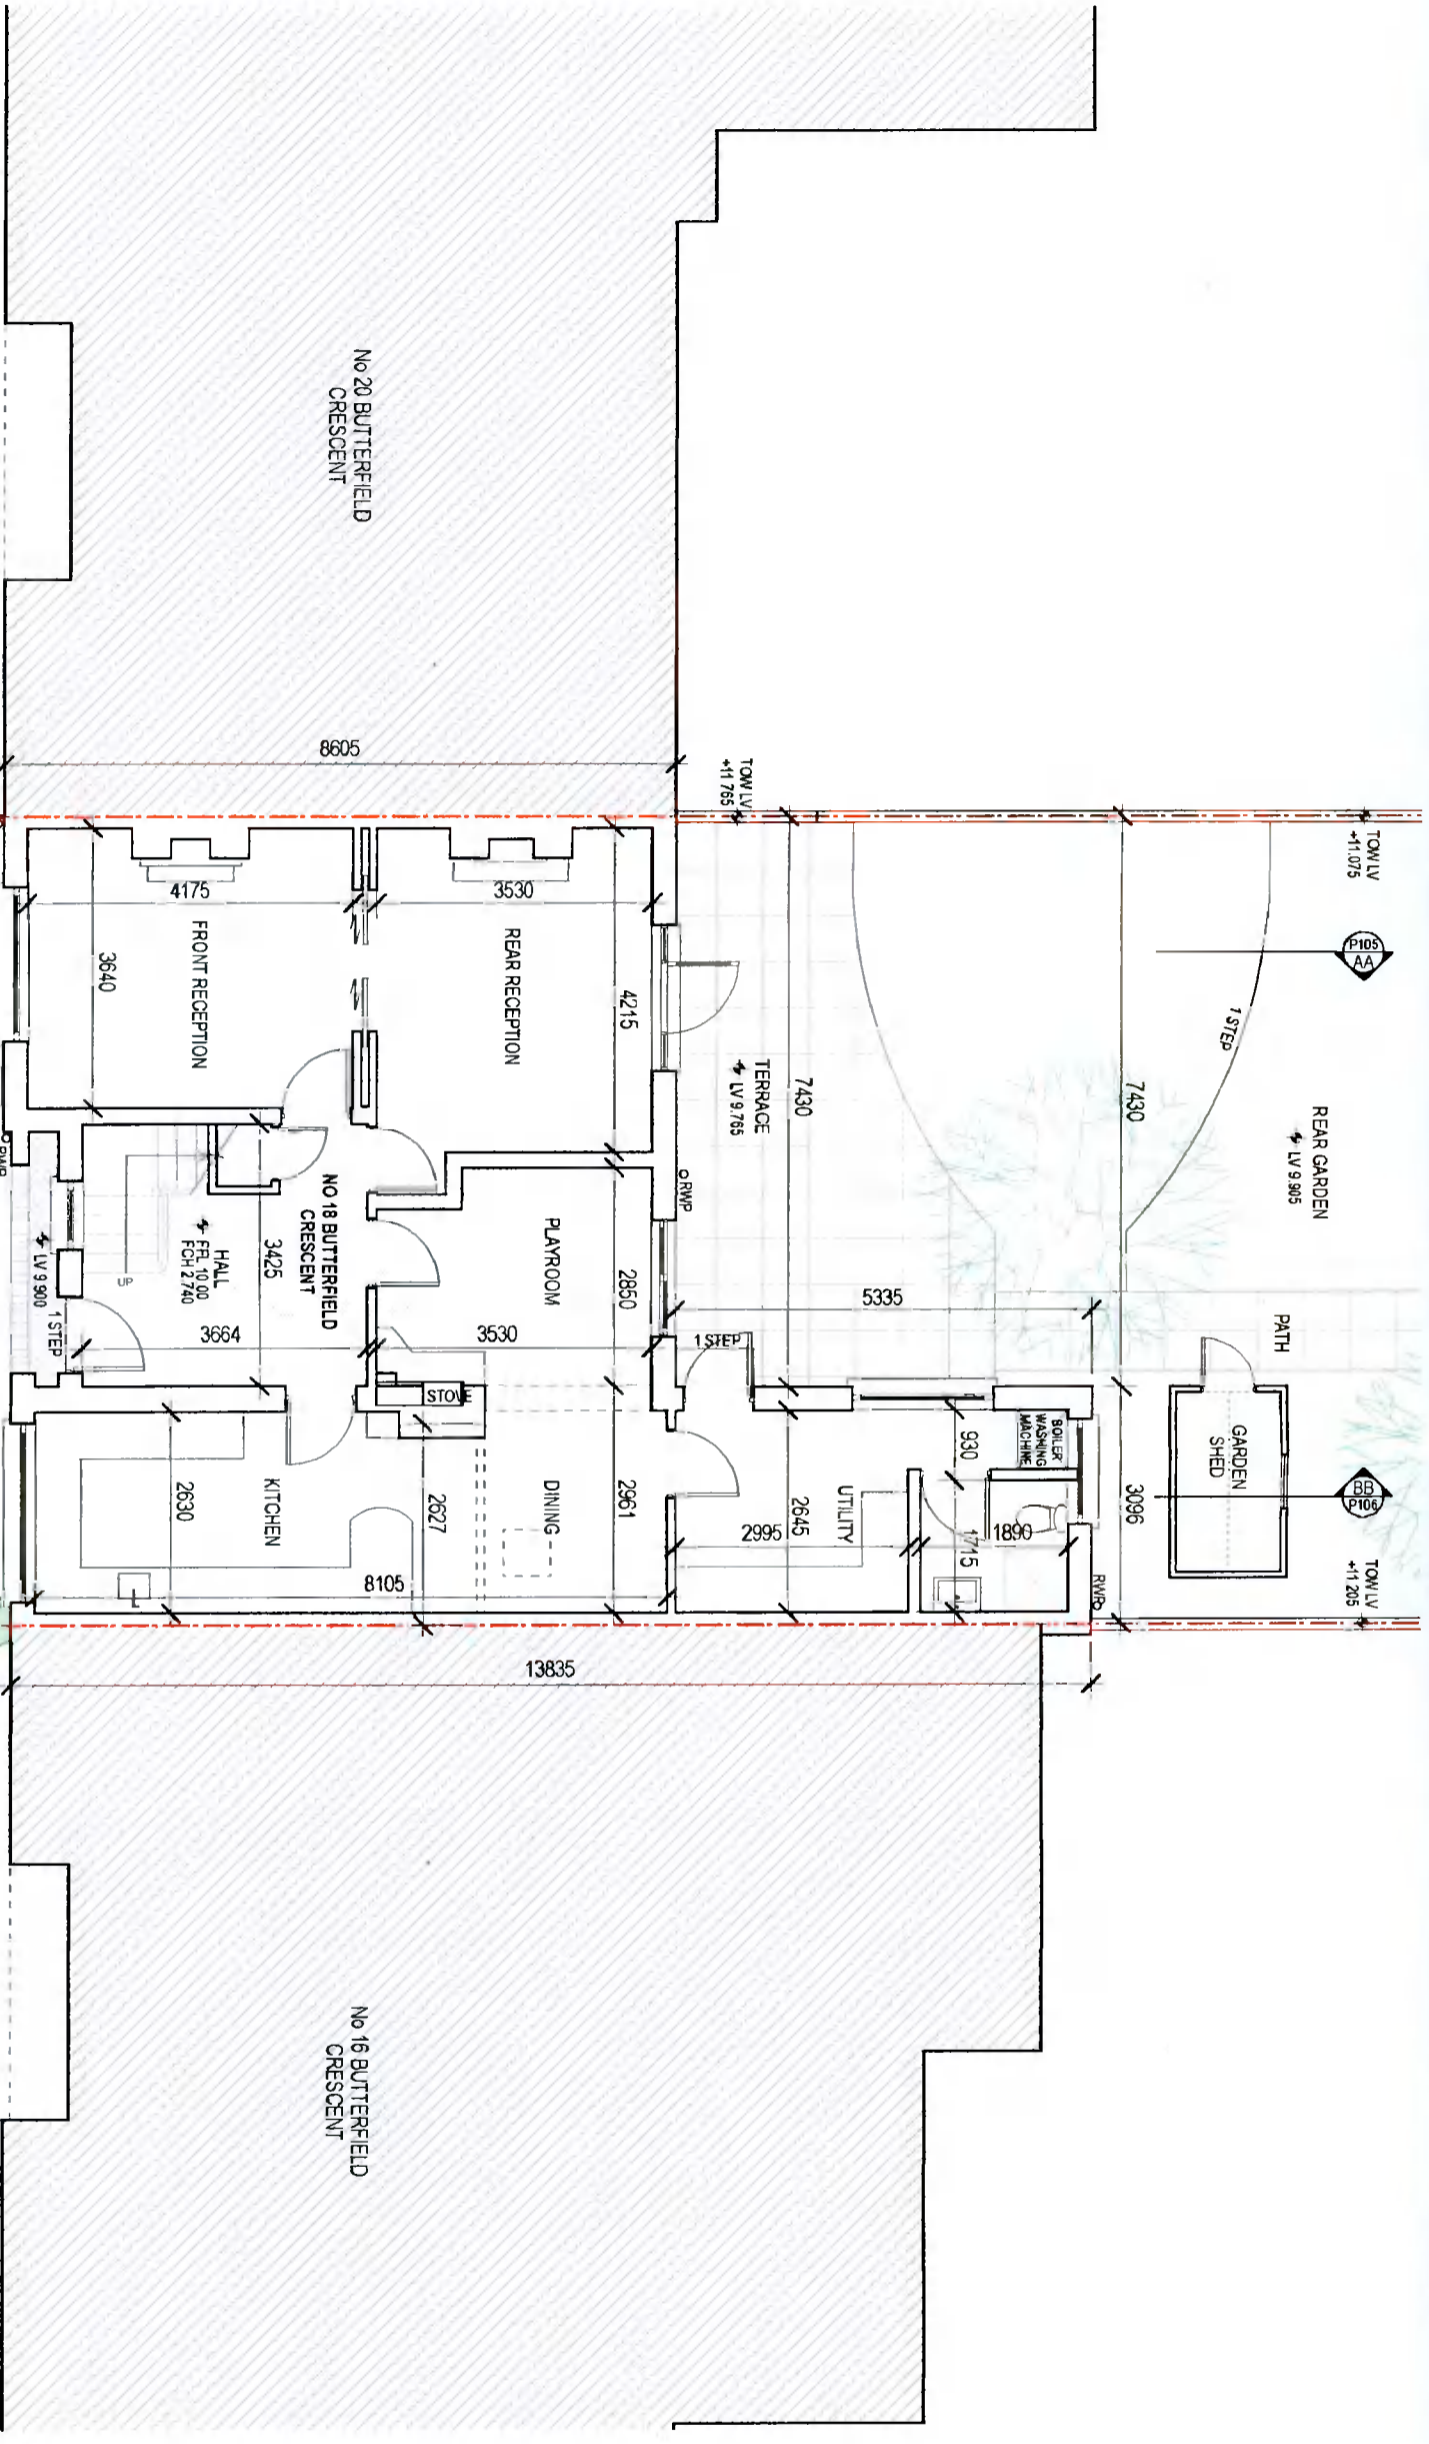 No 20 BUTTERFIELD
CRESCENT
8605
TOW LV
+11 765
TOW LV
+11.075
P105
AA
1 STEP
REAR GARDEN
LV 9.905
7430
7430
TERRACE
LV 9.765
4175
3530
FRONT RECEPTION
REAR RECEPTION
3640
4215
RWP
NO 18 BUTTERFIELD
CRESCENT
PLAYROOM
2850
HALL
FFL 10.00
FCH 2.740
3425
UP
LV 9.900
1 STEP
3664
3530
5335
1 STEP
PATH
STOVE
GARDEN
SHED
BOILER
WASHING
MACHINE
930
3096
BB
P106
KITCHEN
2630
2627
DINING
2961
UTILITY
2645
2995
1715
1890
8105
RWP
TOW LV
+11 205
RWP
13835
No 16 BUTTERFIELD
CRESCENT